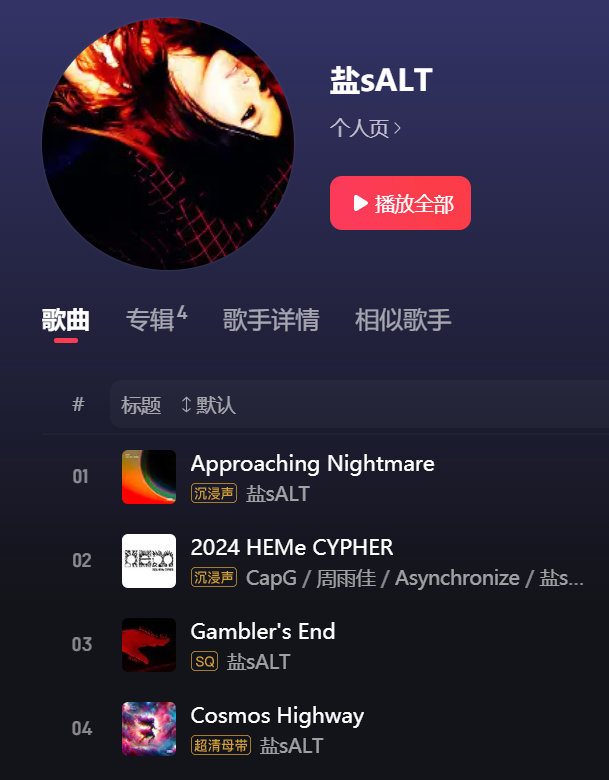 盐sALT
个人页
播放全部
歌曲 专辑4 歌手详情 相似歌手
# 标题 默认
01 Approaching Nightmare
沉浸声 盐sALT
02 2024 HEMe CYPHER
沉浸声 CapG / 周雨佳 / Asynchronize / 盐s...
03 Gambler's End
SQ 盐sALT
04 Cosmos Highway
超清母带 盐sALT